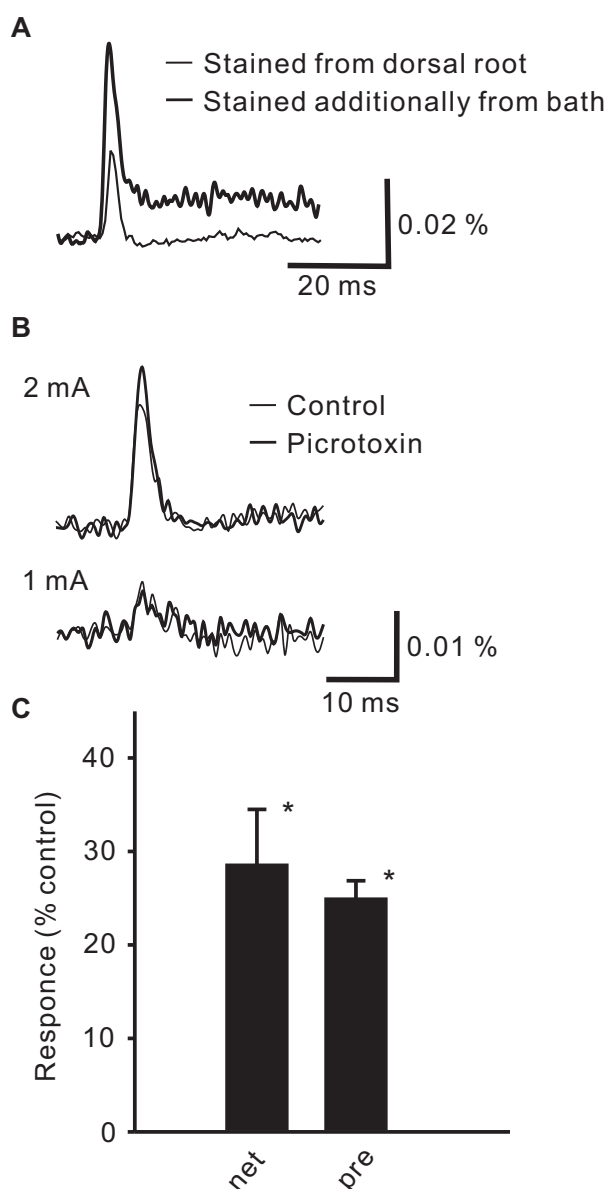 A
Stained from dorsal root
Stained additionally from bath
0.02 %
20 ms
B
2 mA
Control
Picrotoxin
1 mA
0.01 %
10 ms
C
Responce (% control)
40
30
20
10
0
*
*
net
pre